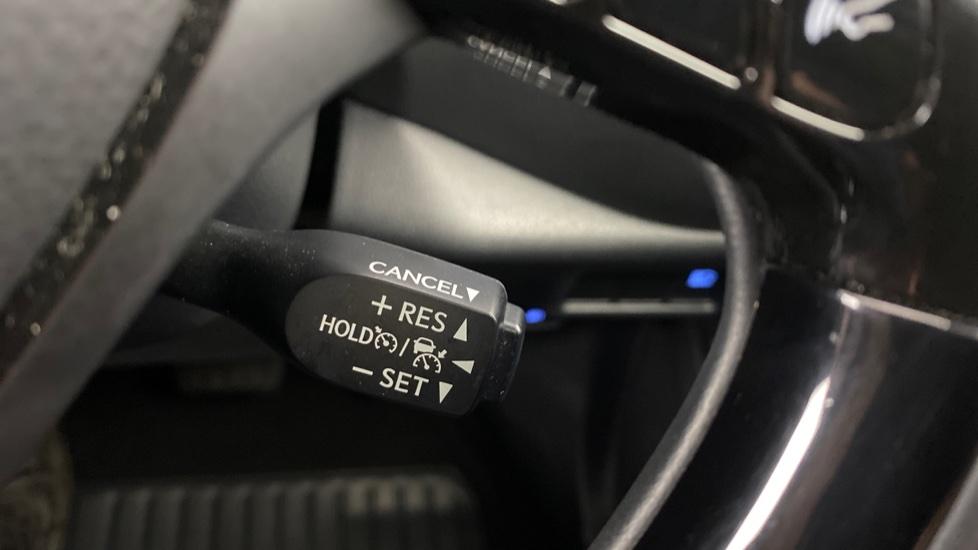 CANCEL▼
+ RES ▲
HOLD /
− SET ▼